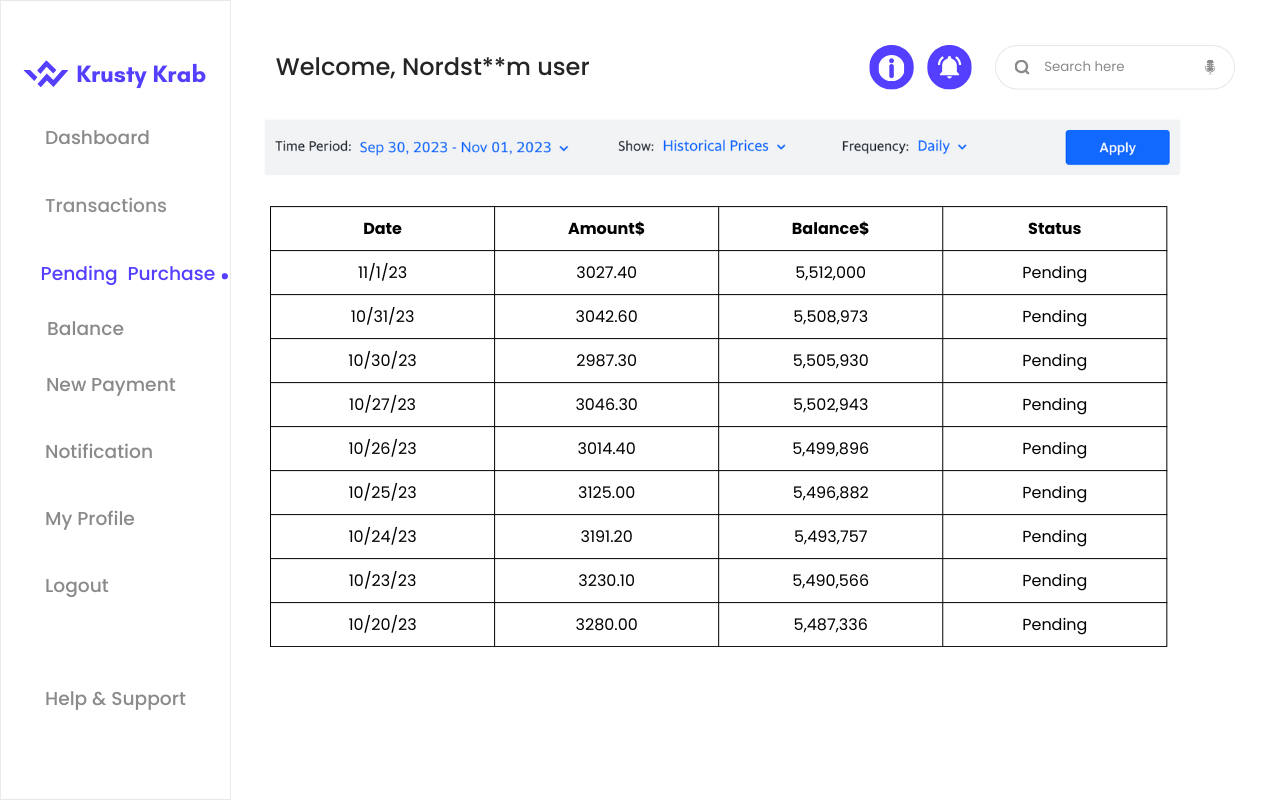 Krusty Krab
Dashboard
Transactions
Pending Purchase
Balance
New Payment
Notification
My Profile
Logout
Help & Support
Welcome, Nordst**m user
Search here
Time Period: Sep 30, 2023 - Nov 01, 2023 Show: Historical Prices Frequency: Daily Apply
Date Amount$ Balance$ Status
11/1/23 3027.40 5,512,000 Pending
10/31/23 3042.60 5,508,973 Pending
10/30/23 2987.30 5,505,930 Pending
10/27/23 3046.30 5,502,943 Pending
10/26/23 3014.40 5,499,896 Pending
10/25/23 3125.00 5,496,882 Pending
10/24/23 3191.20 5,493,757 Pending
10/23/23 3230.10 5,490,566 Pending
10/20/23 3280.00 5,487,336 Pending